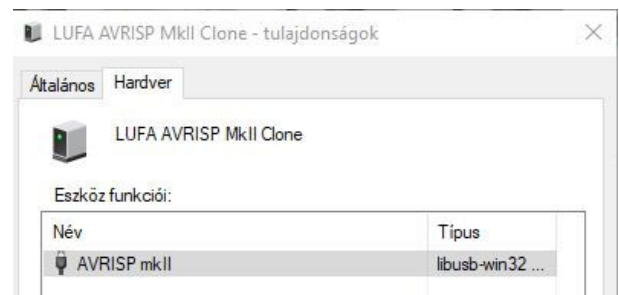 LUFA AVRISP MkII Clone - tulajdonságok
Általános Hardver
LUFA AVRISP MkII Clone
Eszköz funkciói:
Név Típus
AVRISP mkII libusb-win32 ...